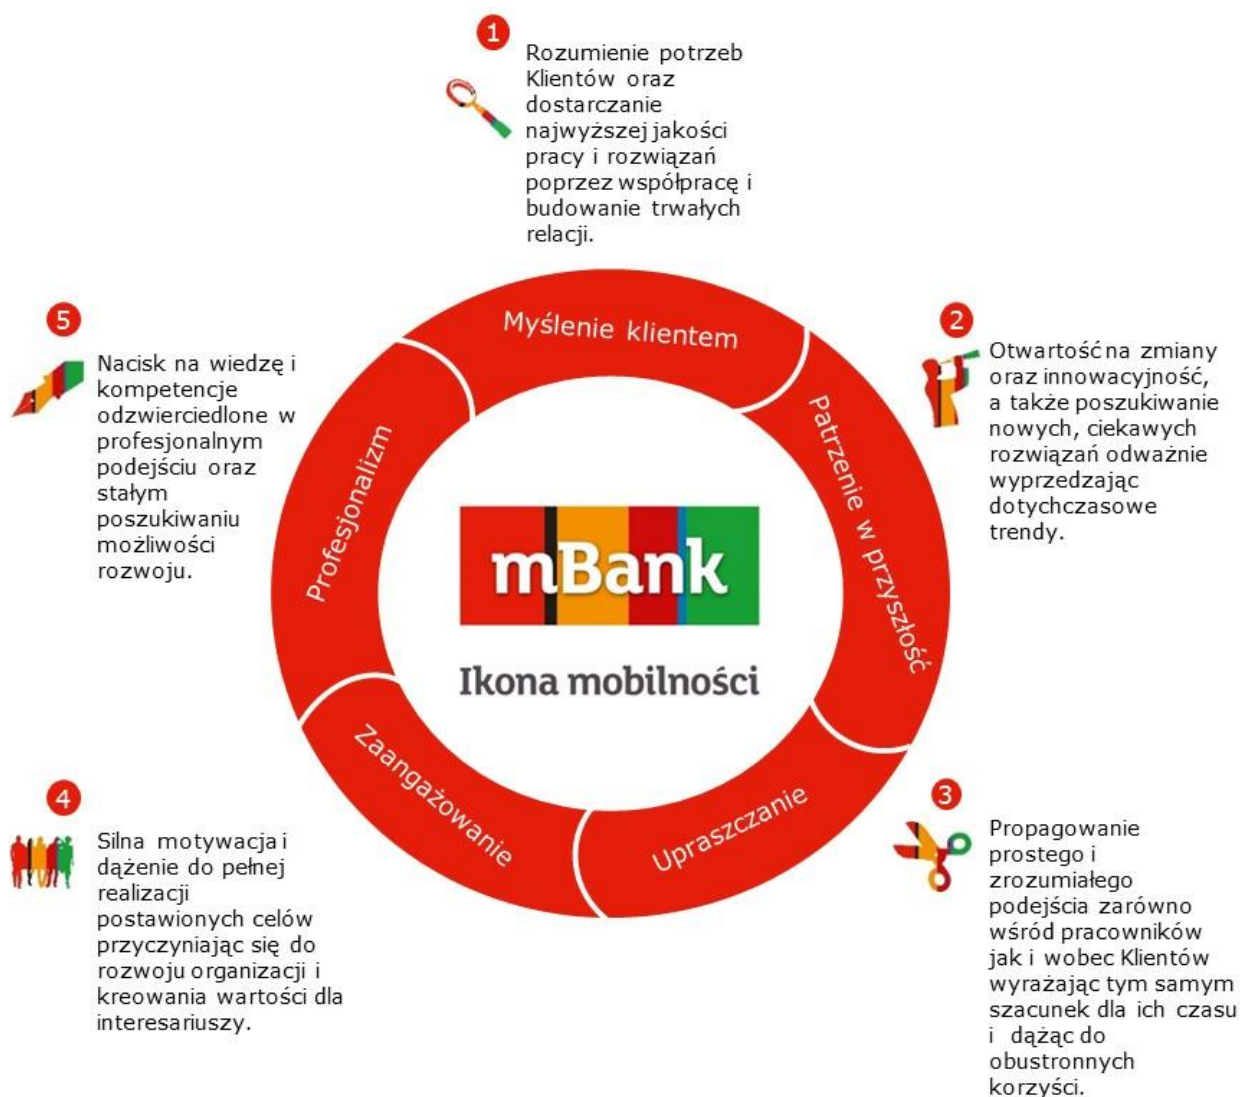 1
Rozumienie potrzeb
Klientów oraz
dostarczanie
najwyższej jakości
pracy i rozwiązań
poprzez współpracę i
budowanie trwałych
relacji.
Myślenie klientem
2
Otwartość na zmiany
oraz innowacyjność,
a także poszukiwanie
nowych, ciekawych
rozwiązań odważnie
wyprzedzając
dotychczasowe
trendy.
Patrzenie w przyszłość
3
Propagowanie
prostego i
zrozumiałego
podejścia zarówno
wśród pracowników
jak i wobec Klientów
wyrażając tym samym
szacunek dla ich czasu
i dążąc do
obustronnych
korzyści.
Upraszczanie
4
Silna motywacja i
dążenie do pełnej
realizacji
postawionych celów
przyczyniając się do
rozwoju organizacji i
kreowania wartości dla
interesariuszy.
Zaangażowanie
5
Nacisk na wiedzę i
kompetencje
odzwierciedlone w
profesjonalnym
podejściu oraz
stałym
poszukiwaniu
możliwości
rozwoju.
Profesjonalizm
mBank
Ikona mobilności